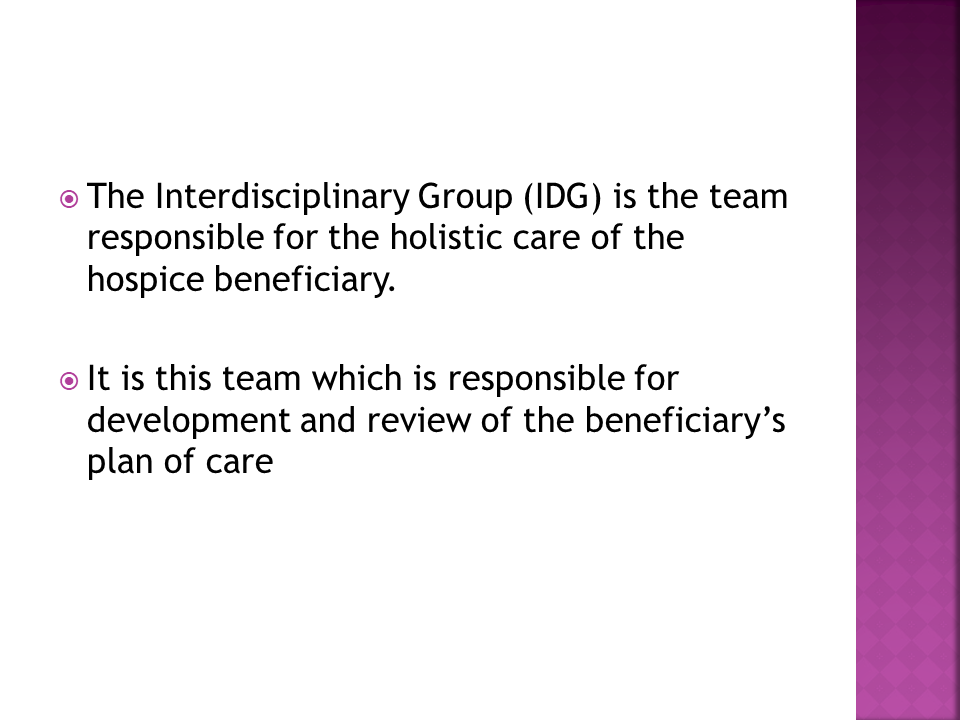 The Interdisciplinary Group (IDG) is the team
responsible for the holistic care of the
hospice beneficiary.
It is this team which is responsible for
development and review of the beneficiary’s
plan of care